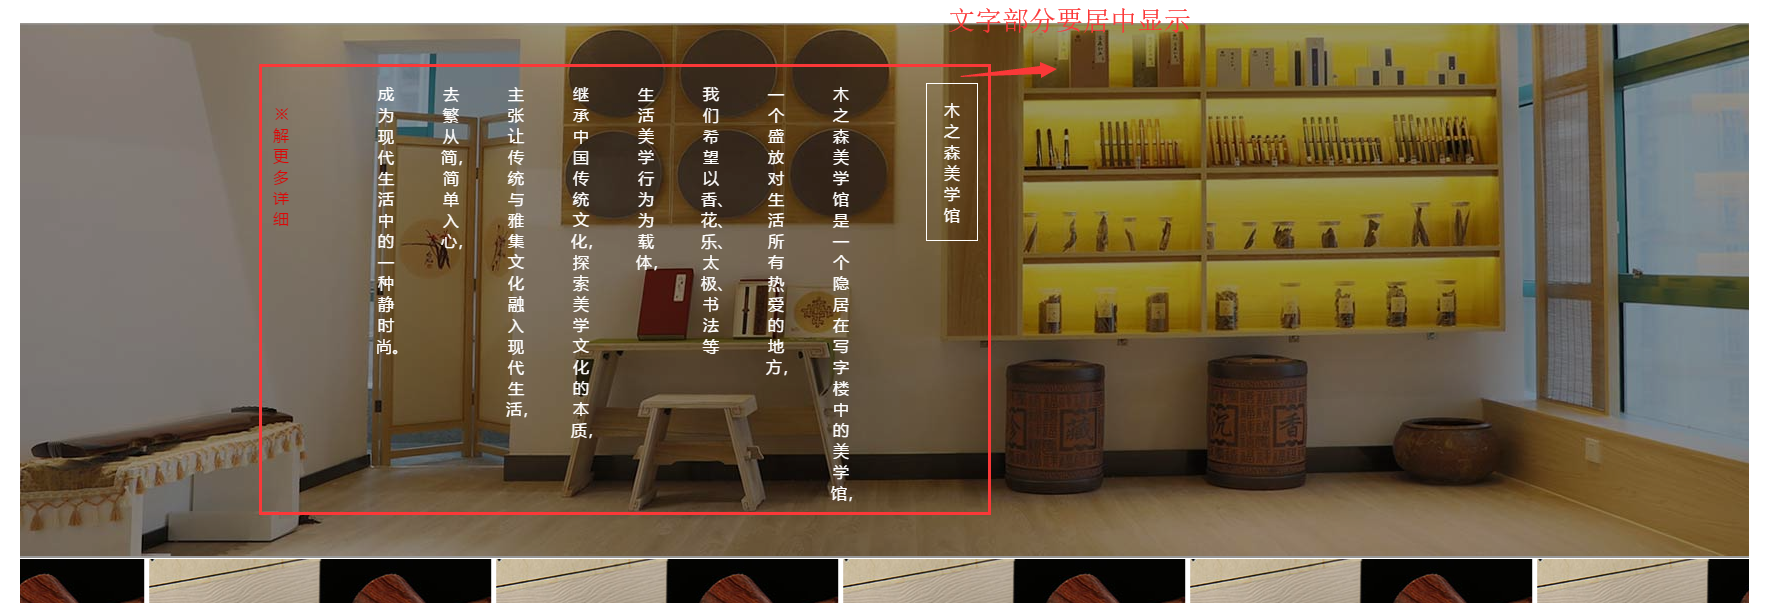 文字部分要居中显示
木之森美学馆
木之森美学馆是一个隐居在写字楼中的美学馆,
一个盛放对生活所有热爱的地方,
我们希望以香、花、乐、太极、书法等
生活美学行为为载体,
继承中国传统文化,探索美学文化的本质,
主张让传统与雅集文化融入现代生活,
去繁从简,简单入心,
成为现代生活中的一种静时尚。
※解更多详细
藏
沉
香